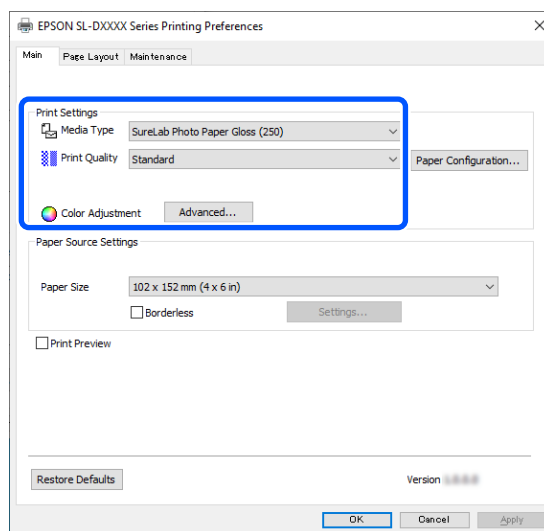 EPSON SL-DXXXX Series Printing Preferences
Main Page Layout Maintenance
Print Settings
Media Type SureLab Photo Paper Gloss (250)
Print Quality Standard Paper Configuration...
Color Adjustment Advanced...
Paper Source Settings
Paper Size 102 x 152 mm (4 x 6 in)
Borderless Settings...
Print Preview
Restore Defaults Version
OK Cancel Apply